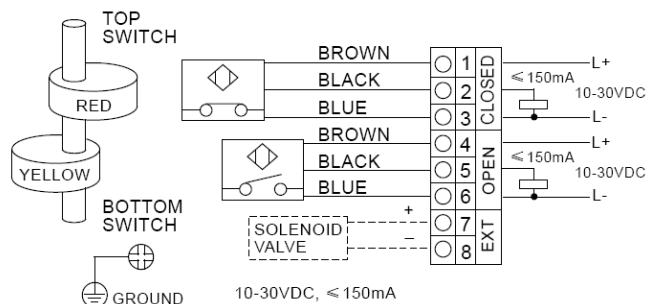 TOP
SWITCH
RED
YELLOW
BOTTOM
SWITCH
GROUND
BROWN
BLACK
BLUE
BROWN
BLACK
BLUE
SOLENOID
VALVE
+
–
1
2
3
4
5
6
7
8
CLOSED
OPEN
EXT
L+
≤150mA
10-30VDC
L-
L+
≤150mA
10-30VDC
L-
10-30VDC, ≤150mA